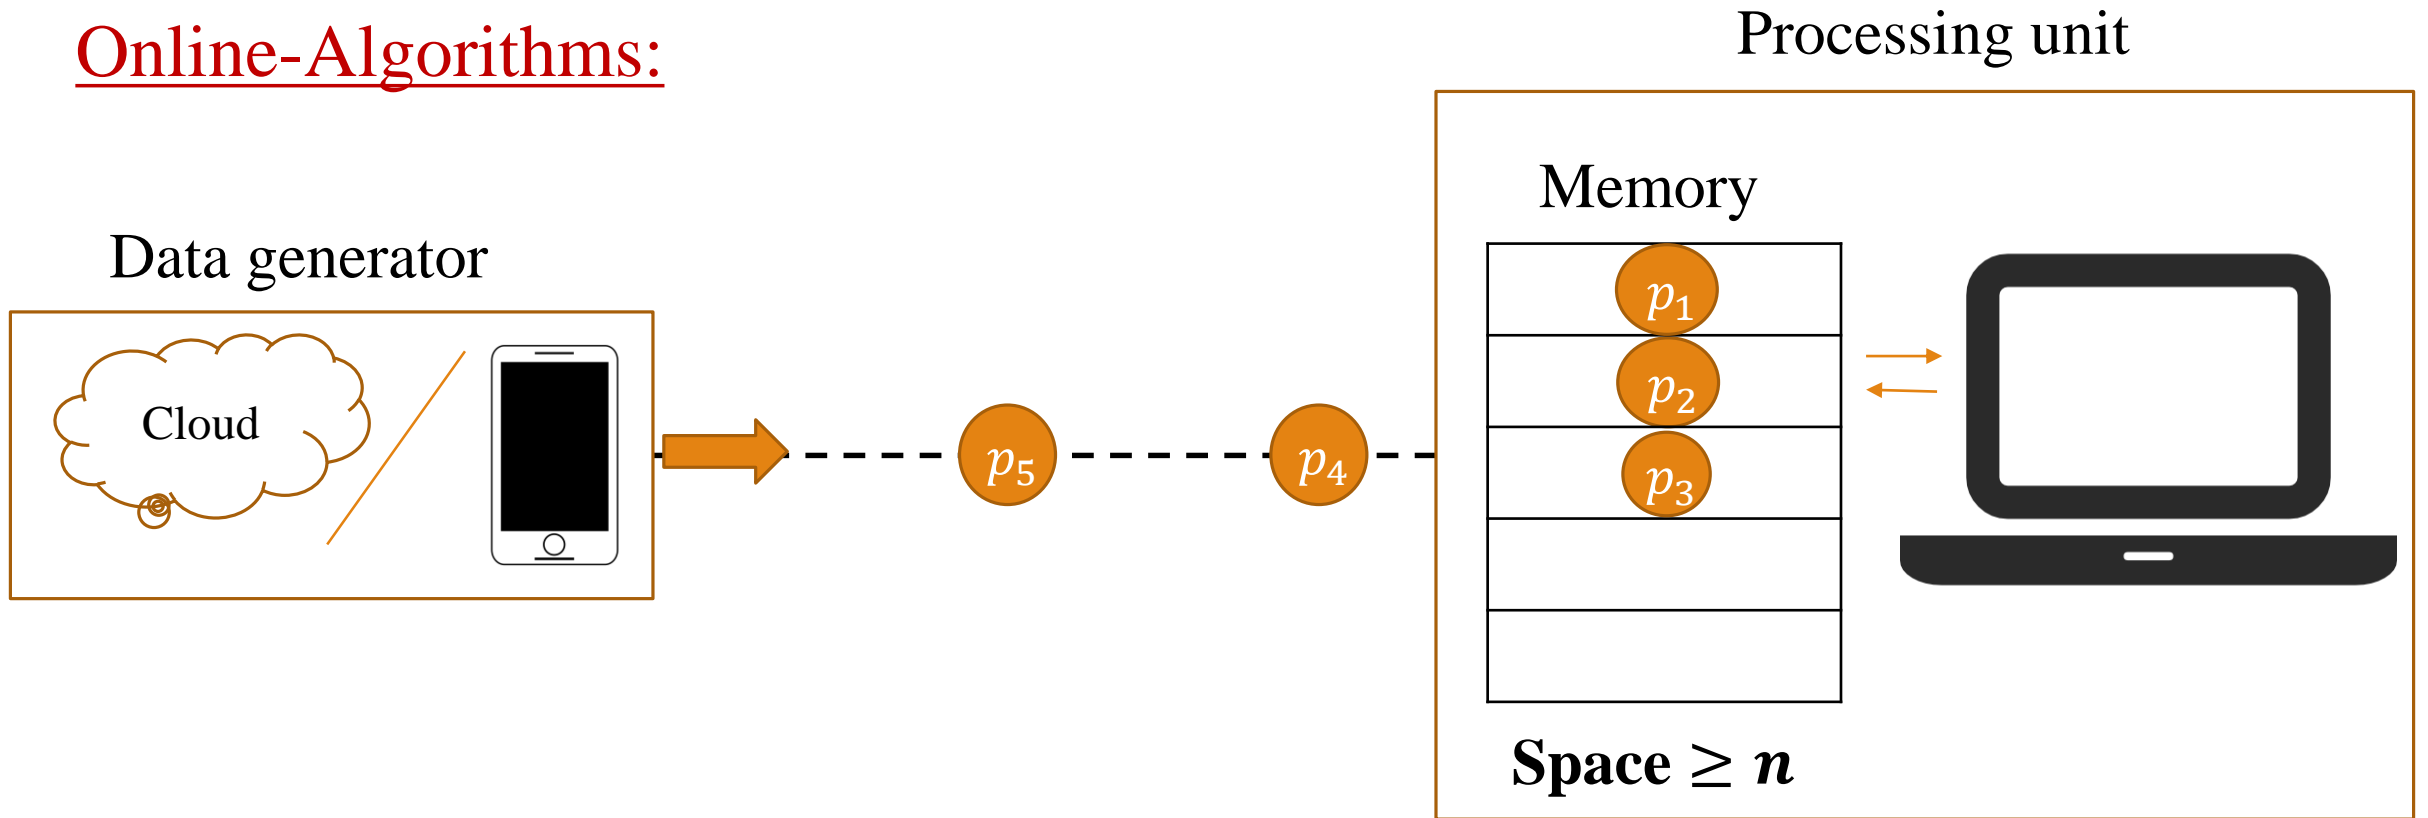 Online-Algorithms:
Processing unit
Memory
Data generator
Cloud
p₁
p₂
p₃
p₅
p₄
Space ≥ n